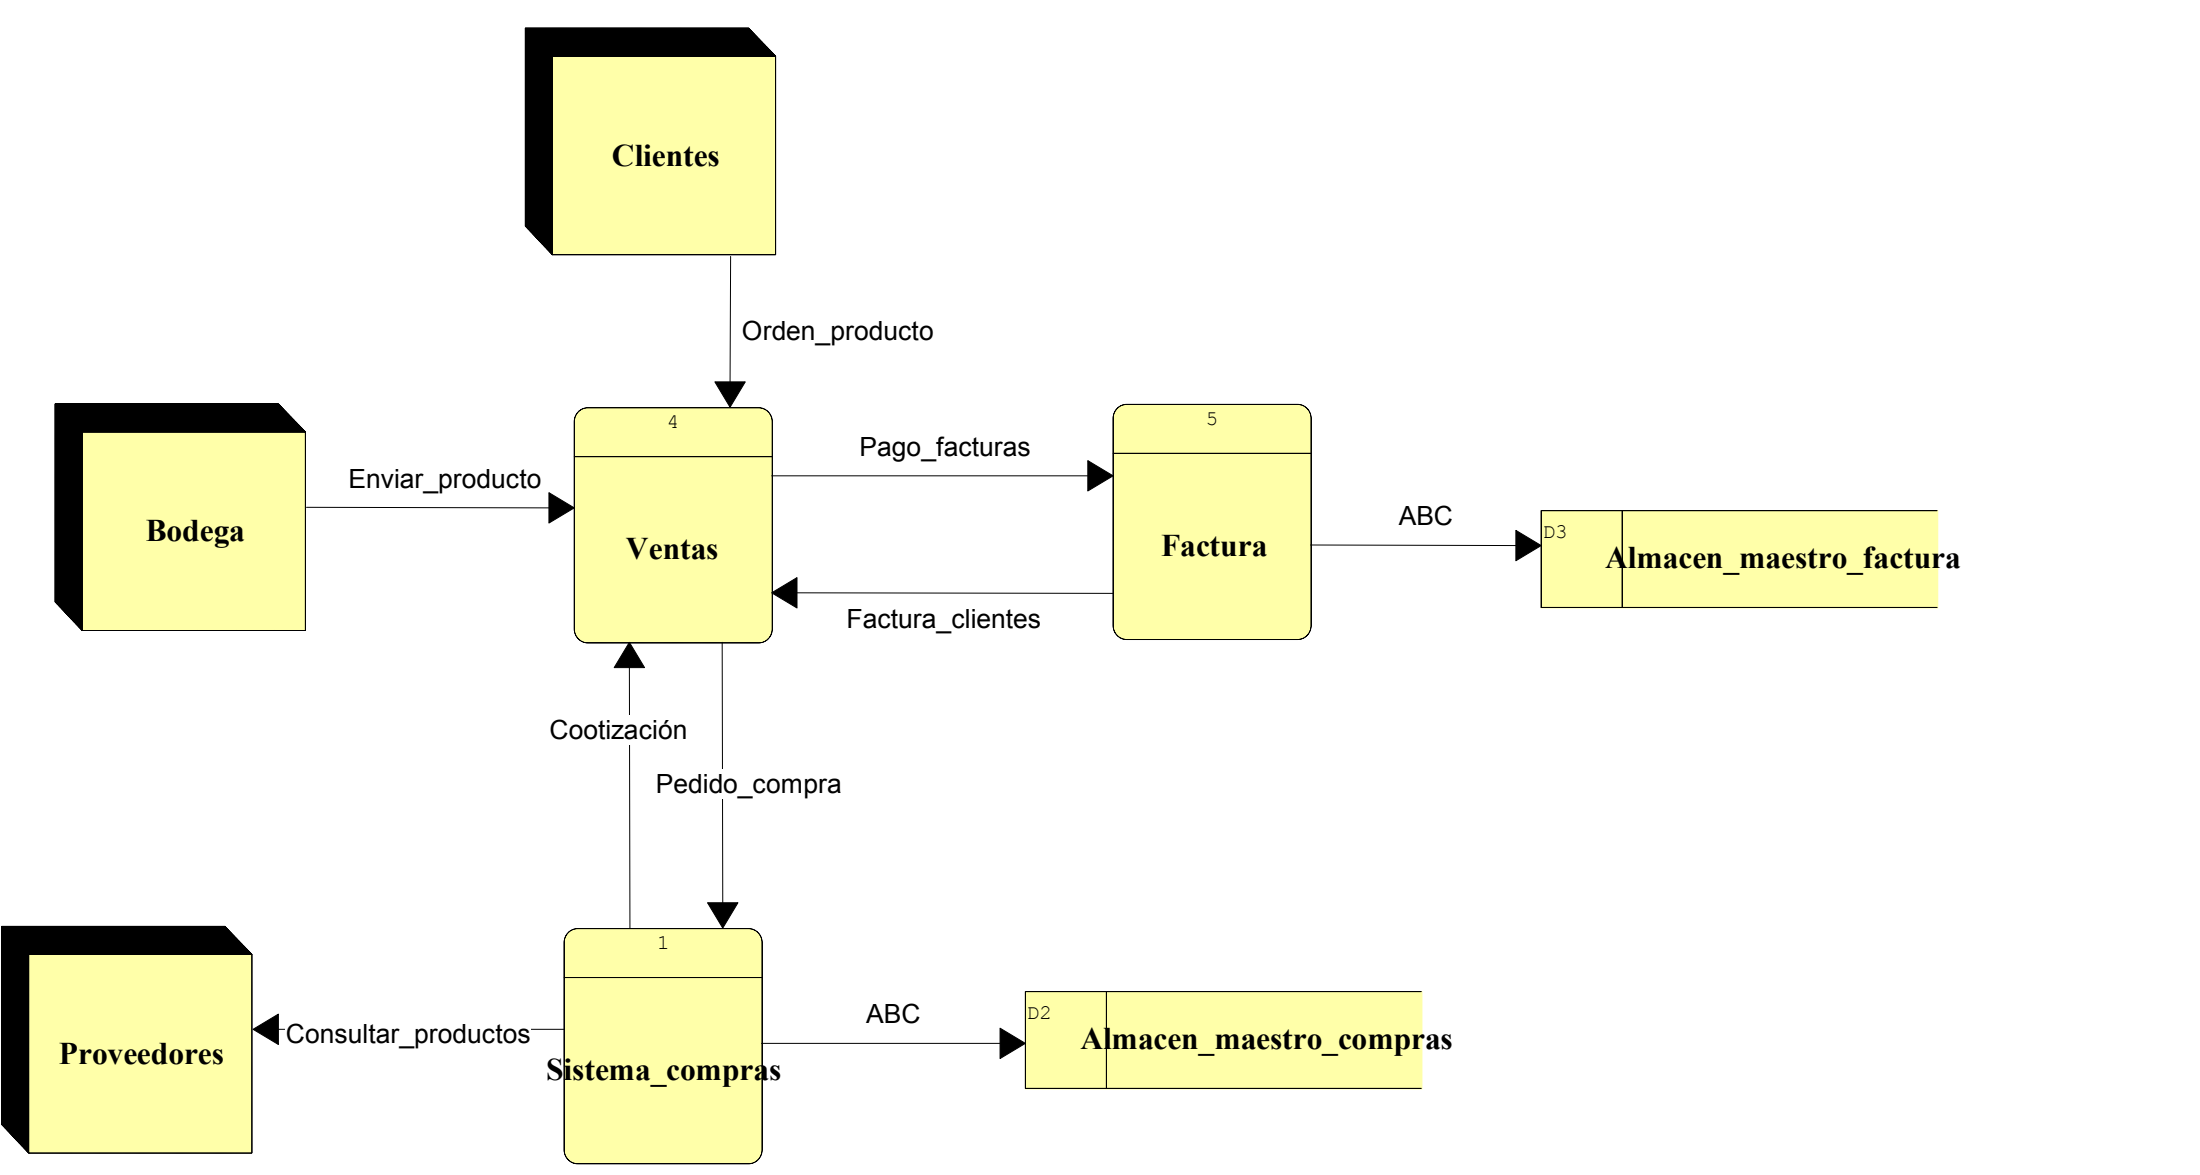 Clientes
Orden_producto
4
5
Pago_facturas
Enviar_producto
ABC
Bodega
Ventas
Factura
D3
Almacen_maestro_factura
Factura_clientes
Cootización
Pedido_compra
1
ABC
D2
Consultar_productos
Almacen_maestro_compras
Proveedores
Sistema_compras